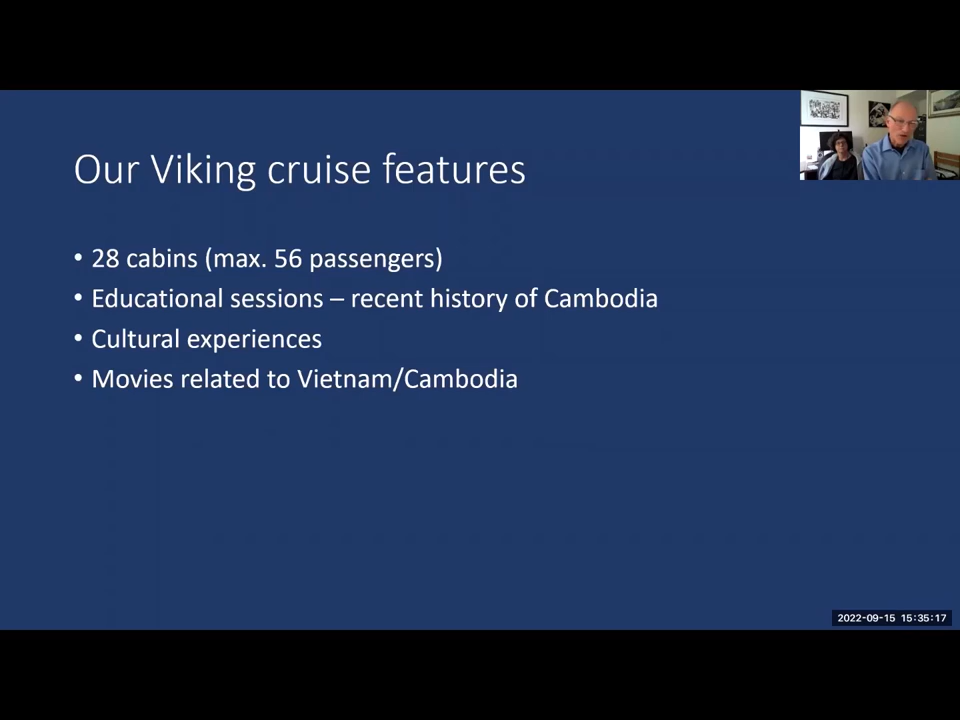 Our Viking cruise features
• 28 cabins (max. 56 passengers)
• Educational sessions – recent history of Cambodia
• Cultural experiences
• Movies related to Vietnam/Cambodia
2022-09-15 15:35:17